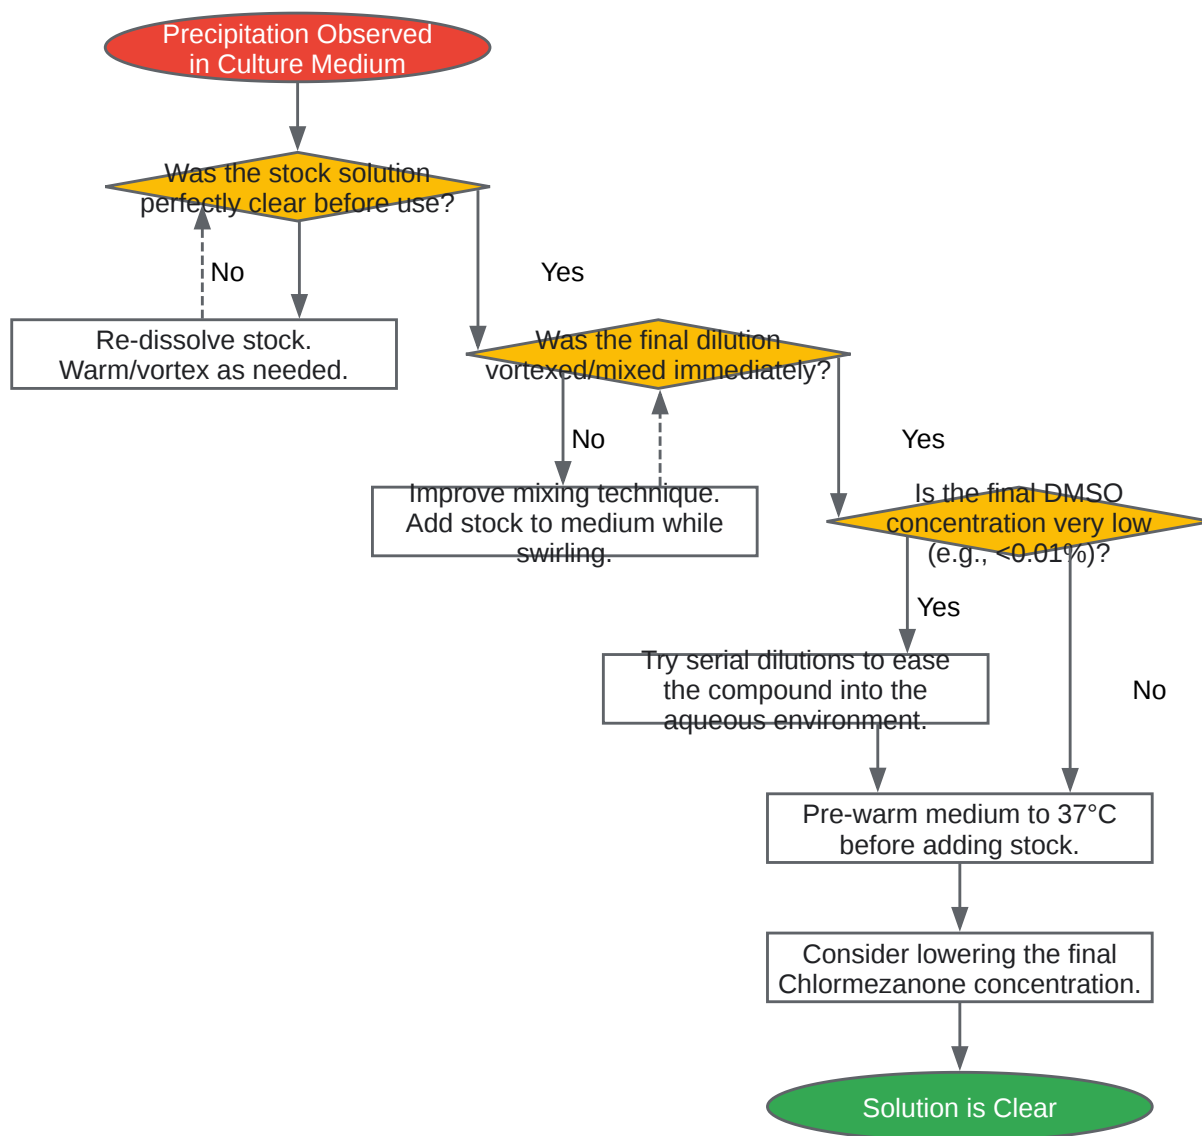 Precipitation Observed
in Culture Medium
Was the stock solution
perfectly clear before use?
No
Yes
Re-dissolve stock.
Warm/vortex as needed.
Was the final dilution
vortexed/mixed immediately?
No
Yes
Improve mixing technique.
Add stock to medium while
swirling.
Is the final DMSO
concentration very low
(e.g., <0.01%)?
Yes
No
Try serial dilutions to ease
the compound into the
aqueous environment.
Pre-warm medium to 37°C
before adding stock.
Consider lowering the final
Chlormezanone concentration.
Solution is Clear